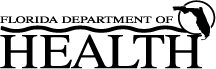 FLORIDA DEPARTMENT OF
HEALTH